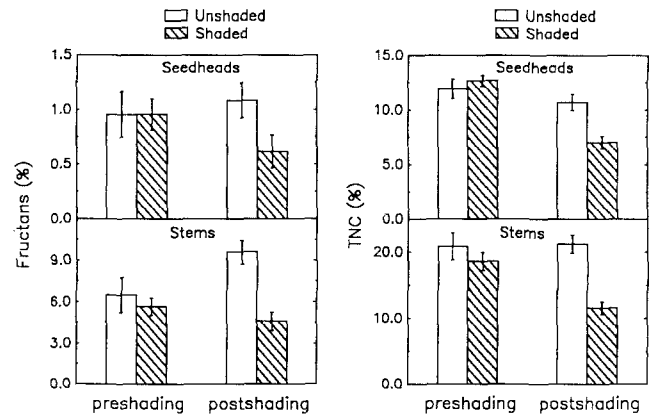 Unshaded
Shaded
Unshaded
Shaded
Fructans (%)
1.5
1.0
0.5
0.0
Seedheads
9.0
6.0
3.0
0.0
Stems
preshading
postshading
TNC (%)
15.0
10.0
5.0
0.0
Seedheads
20.0
10.0
0.0
Stems
preshading
postshading